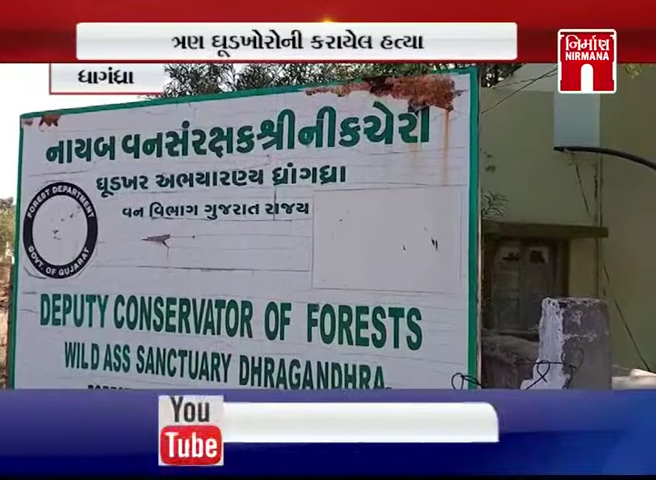 ત્રણ ઘૂડખોરોની કરાયેલ હત્યા
ધાગંધ્રા
નિર્માણ
NIRMANA
નાયબ વનસંરક્ષકશ્રીની કચેરી
ઘૂડખર અભયારણ્ય ધ્રાંગધ્રા
વન વિભાગ ગુજરાત રાજ્ય
FOREST DEPARTMENT
GOVT. OF GUJARAT
DEPUTY CONSERVATOR OF FORESTS
WILD ASS SANCTUARY DHRAGANDHRA
You
Tube